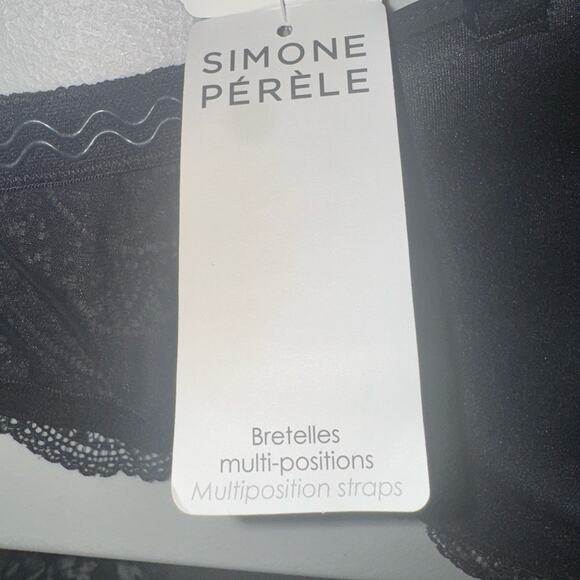 SIMONE
PÉRÈLE
Bretelles
multi-positions
Multiposition straps